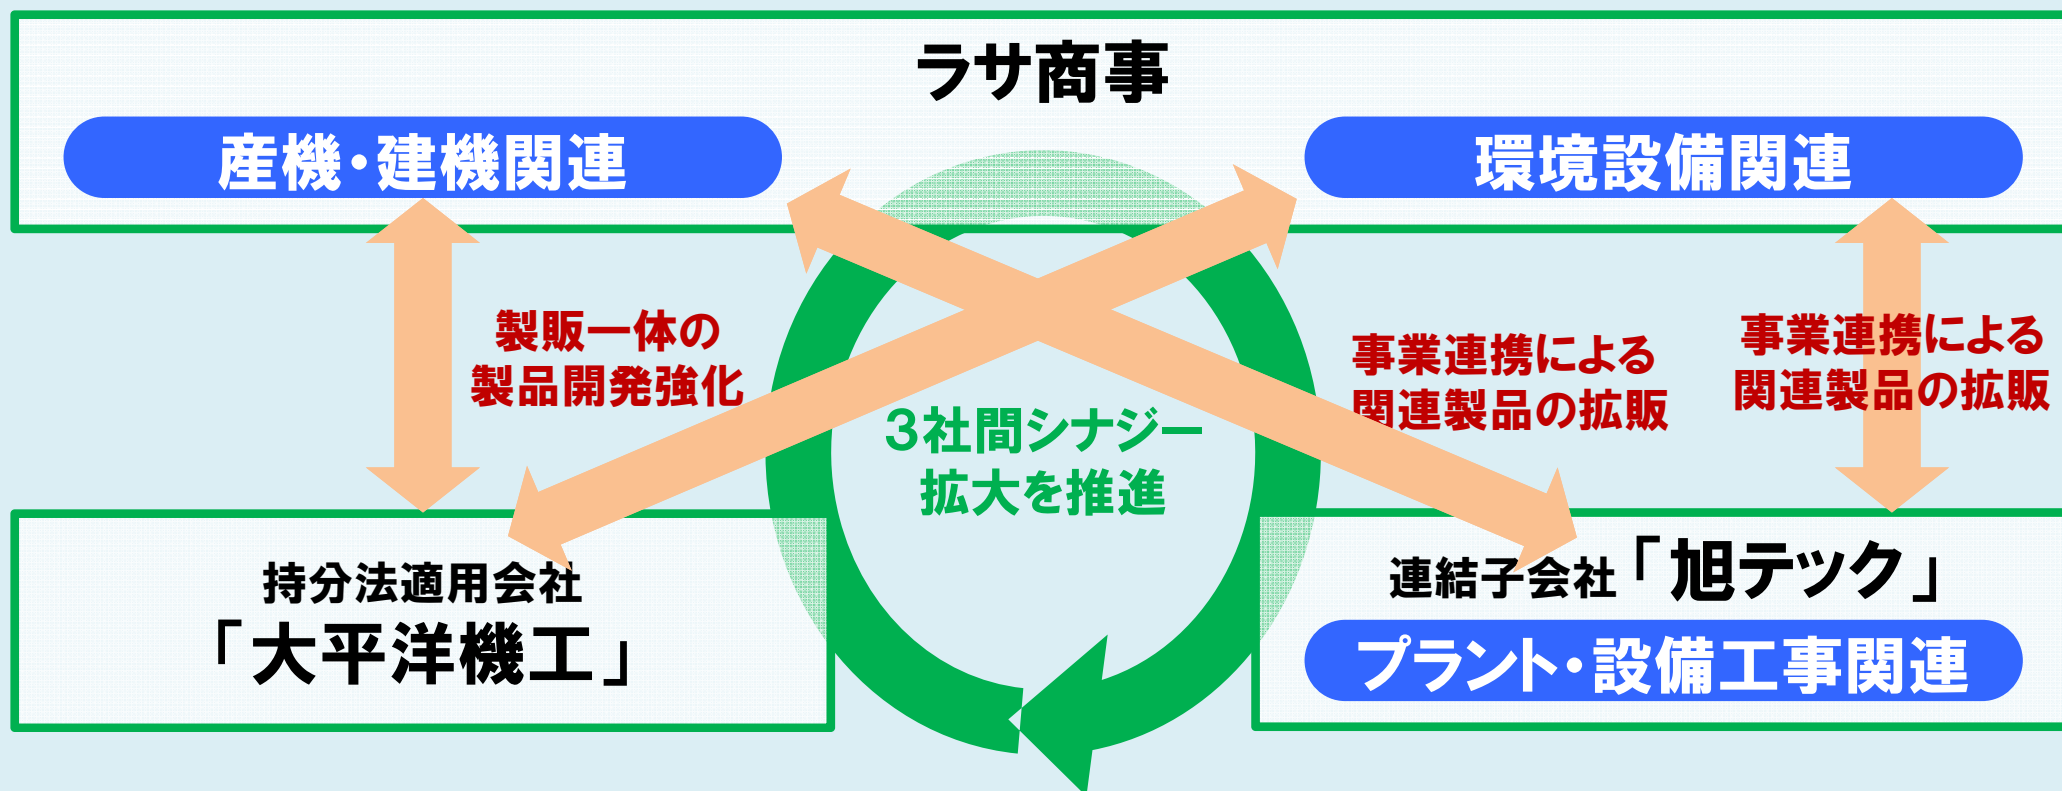 ラサ商事
産機・建機関連
環境設備関連
製販一体の
製品開発強化
事業連携による
関連製品の拡販
事業連携による
関連製品の拡販
3社間シナジー
拡大を推進
持分法適用会社
「大平洋機工」
連結子会社「旭テック」
プラント・設備工事関連